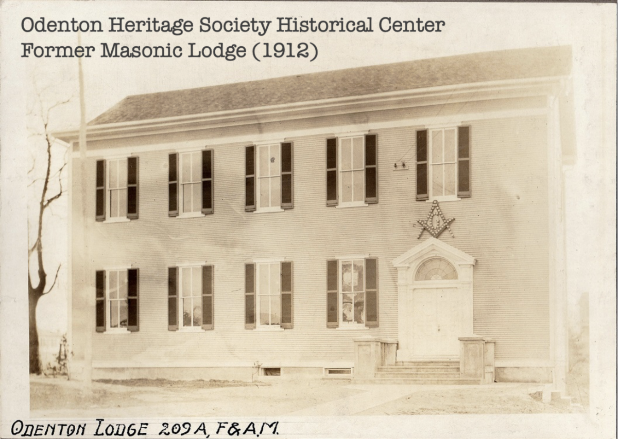 Odenton Heritage Society Historical Center
Former Masonic Lodge (1912)
G
ODENTON LODGE 209A, F&A.M.